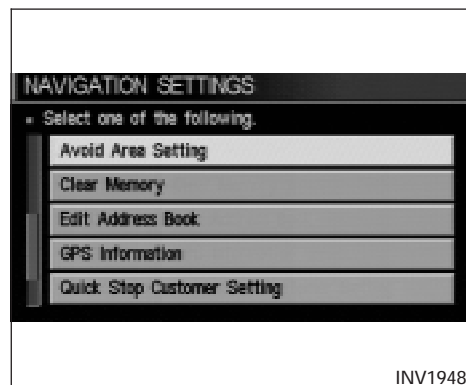 NAVIGATION SETTINGS
Select one of the following.
Avoid Area Setting
Clear Memory
Edit Address Book
GPS Information
Quick Stop Customer Setting
INV1948